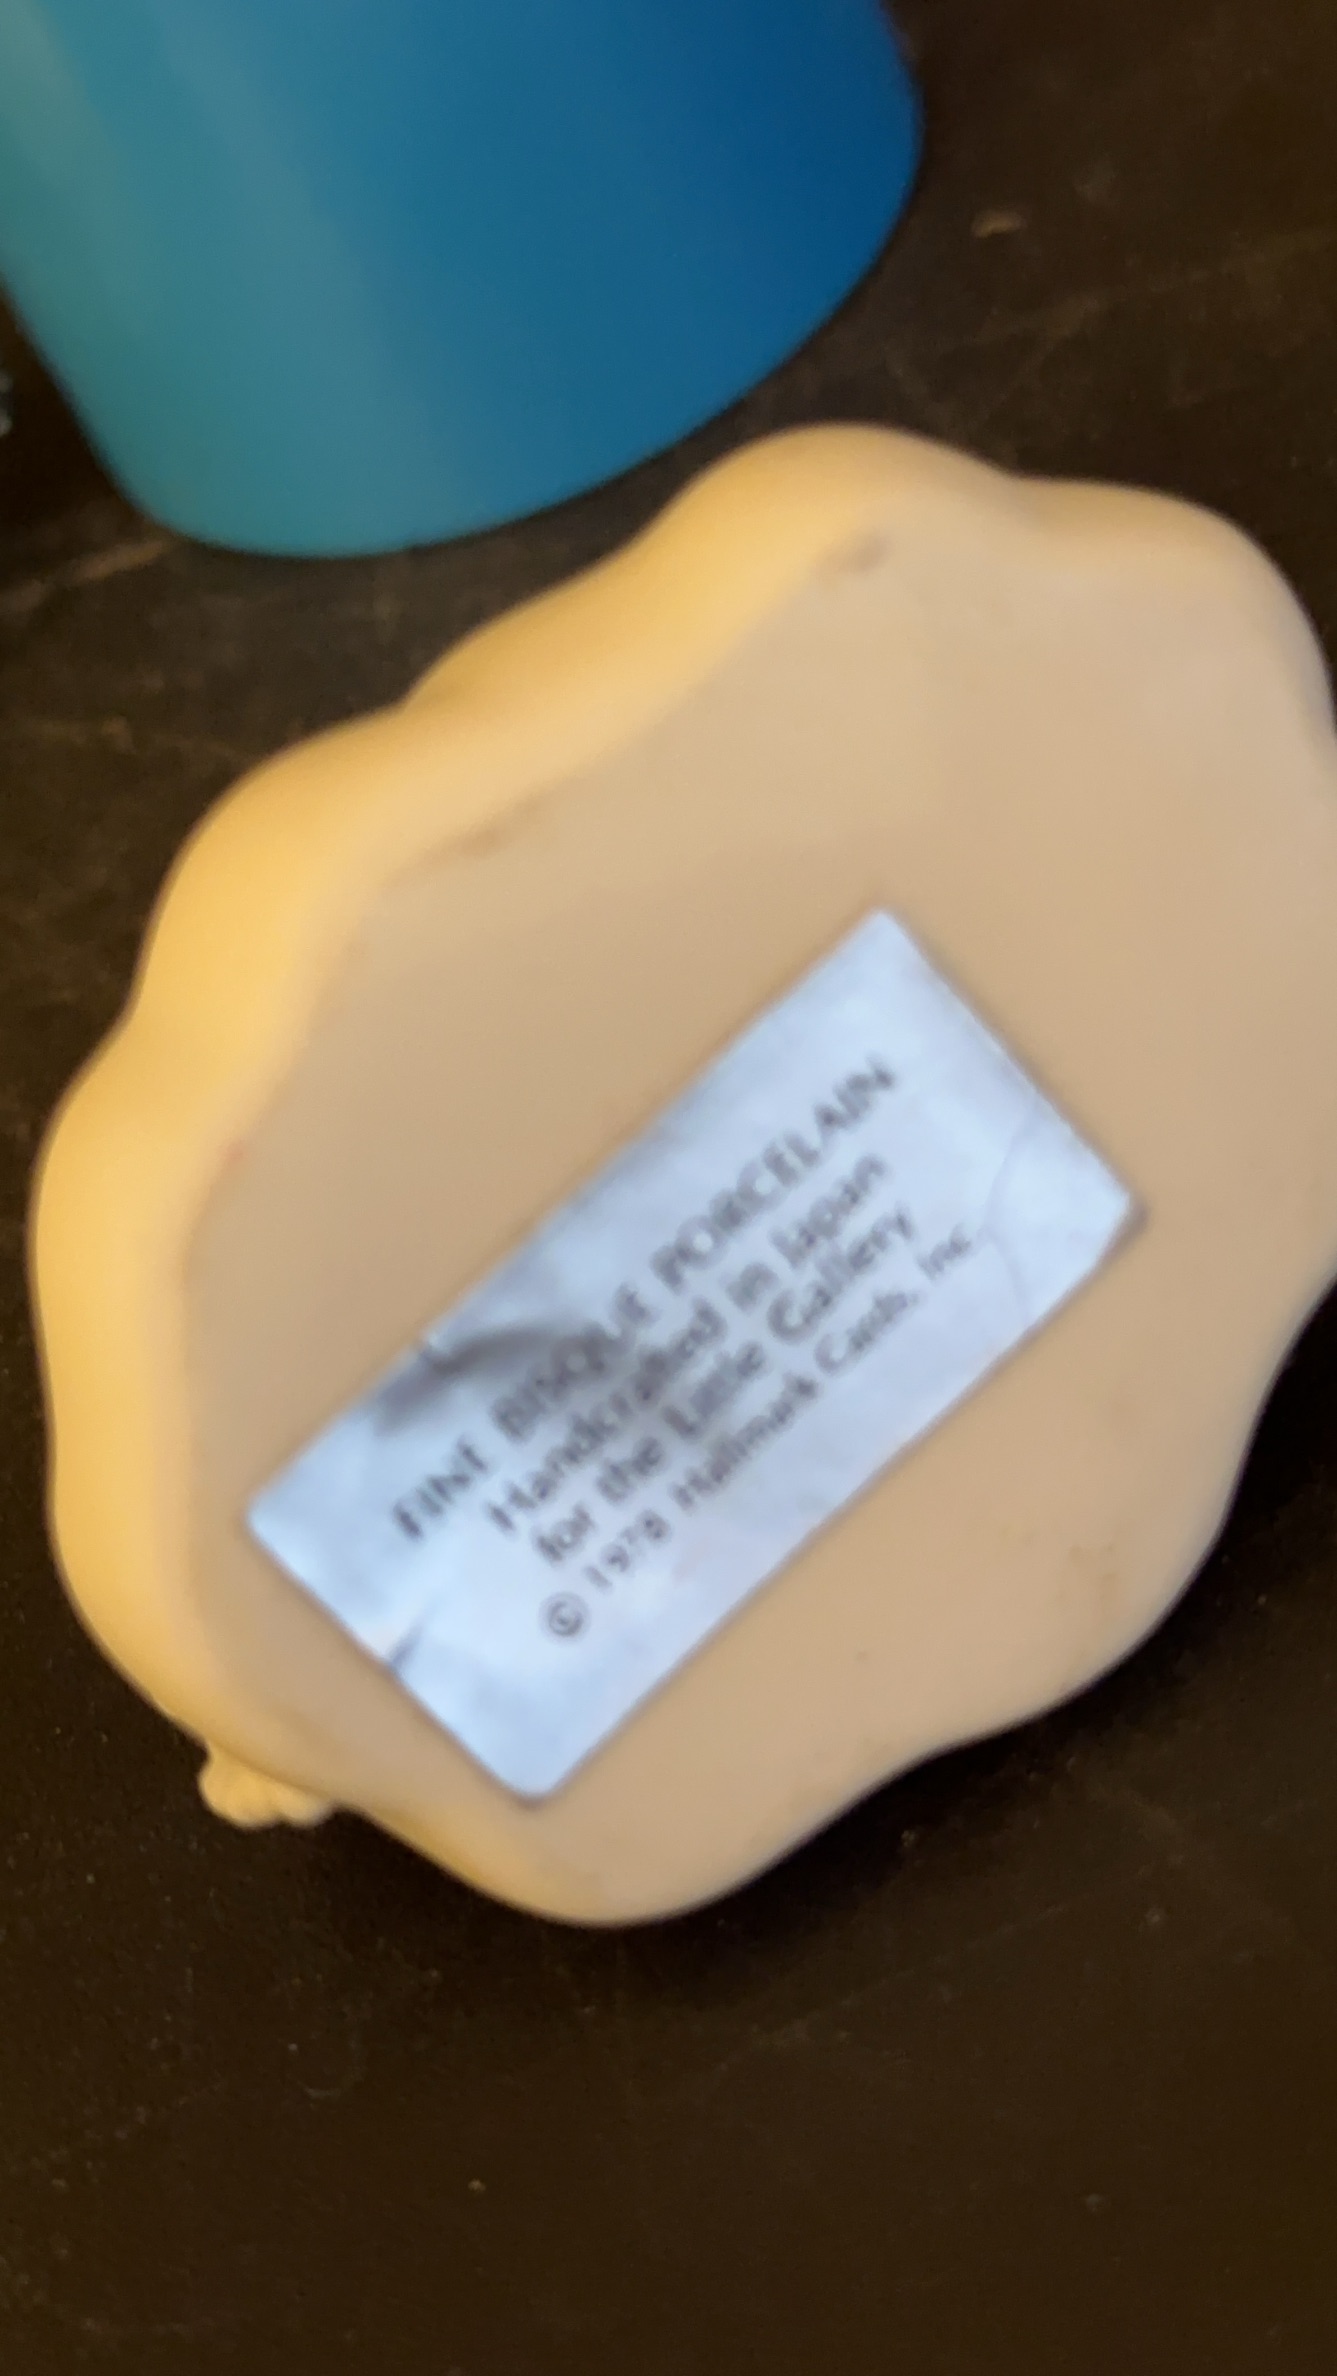 FINE BISQUE PORCELAIN
Handcrafted in Japan
for the Little Gallery
© 1978 Hallmark Cards, Inc.